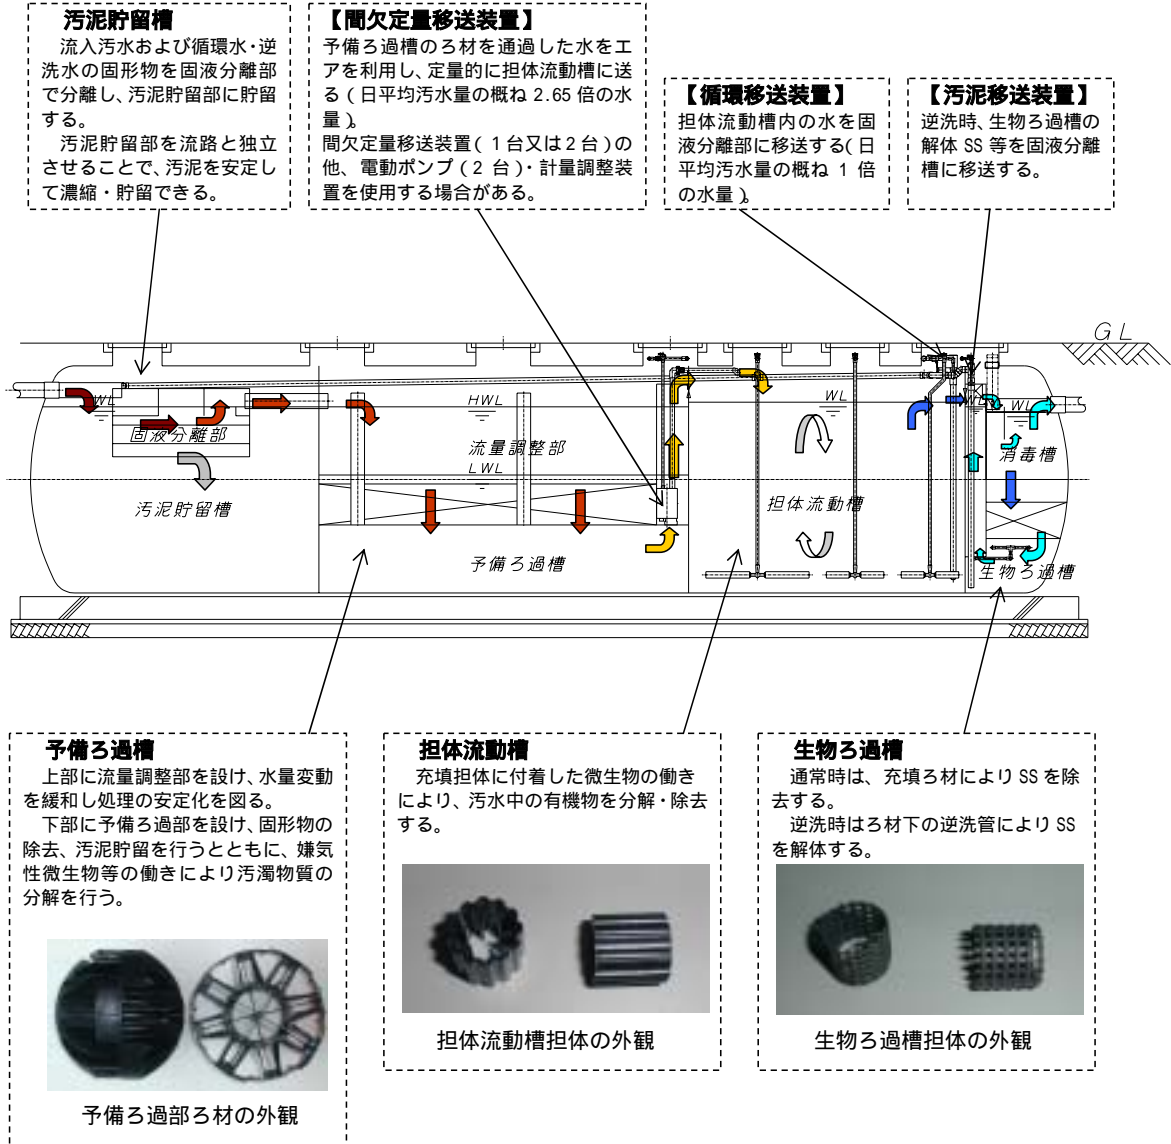 汚泥貯留槽
流入汚水および循環水・逆
洗水の固形物を固液分離部
で分離し、汚泥貯留部に貯留
する。
汚泥貯留部を流路と独立
させることで、汚泥を安定し
て濃縮・貯留できる。
【間欠定量移送装置】
予備ろ過槽のろ材を通過した水をエ
アを利用し、定量的に担体流動槽に送
る(日平均汚水量の概ね 2.65 倍の水
量)。
間欠定量移送装置(1台又は2台)の
他、電動ポンプ(2 台)・計量調整装
置を使用する場合がある。
【循環移送装置】
担体流動槽内の水を固
液分離部に移送する(日
平均汚水量の概ね 1 倍
の水量)。
【汚泥移送装置】
逆洗時、生物ろ過槽の
解体 SS 等を固液分離
槽に移送する。
GL
WL
HWL
WL
WL
WL
固液分離部
流量調整部
LWL
消毒槽
汚泥貯留槽
担体流動槽
予備ろ過槽
生物ろ過槽
予備ろ過槽
上部に流量調整部を設け、水量変動
を緩和し処理の安定化を図る。
下部に予備ろ過部を設け、固形物の
除去、汚泥貯留を行うとともに、嫌気
性微生物等の働きにより汚濁物質の
分解を行う。
予備ろ過部ろ材の外観
担体流動槽
充填担体に付着した微生物の働き
により、汚水中の有機物を分解・除去
する。
担体流動槽担体の外観
生物ろ過槽
通常時は、充填ろ材により SS を除
去する。
逆洗時はろ材下の逆洗管により SS
を解体する。
生物ろ過槽担体の外観